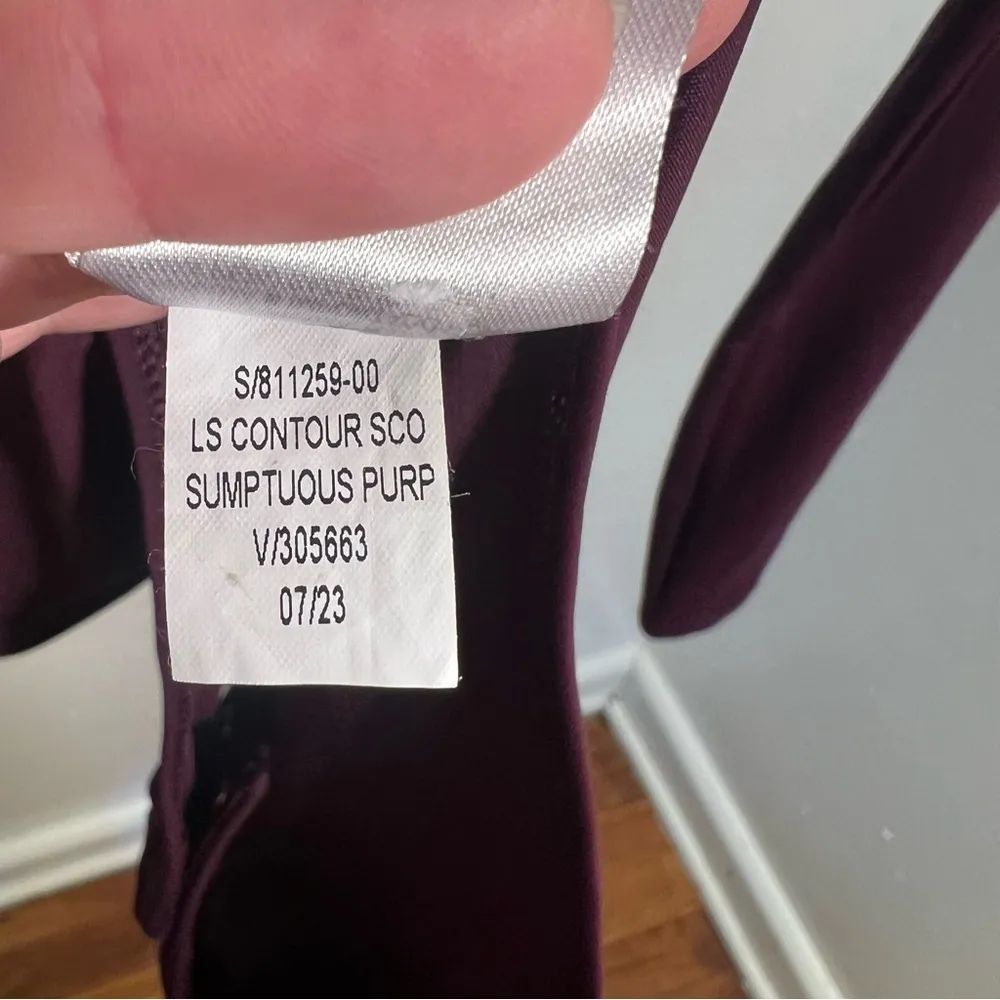 S/811259-00
LS CONTOUR SCO
SUMPTUOUS PURP
V/305663
07/23